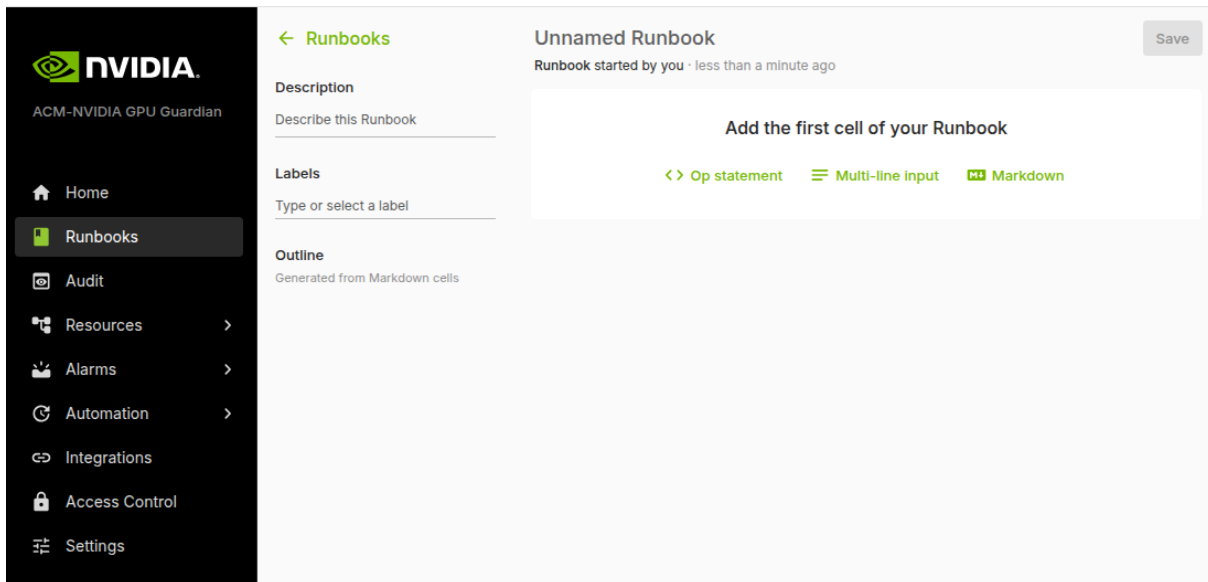 NVIDIA.
ACM-NVIDIA GPU Guardian
Home
Runbooks
Audit
Resources
Alarms
Automation
Integrations
Access Control
Settings
← Runbooks
Description
Describe this Runbook
Labels
Type or select a label
Outline
Generated from Markdown cells
Unnamed Runbook
Runbook started by you · less than a minute ago
Save
Add the first cell of your Runbook
<> Op statement Multi-line input M↓ Markdown